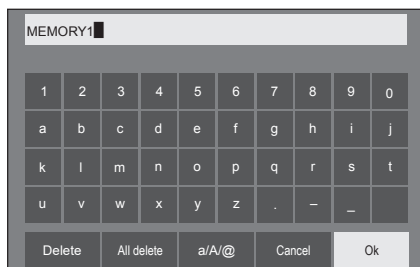 MEMORY1
1 2 3 4 5 6 7 8 9 0
a b c d e f g h i j
k l m n o p q r s t
u v w x y z . – _
Delete All delete a/A/@ Cancel Ok